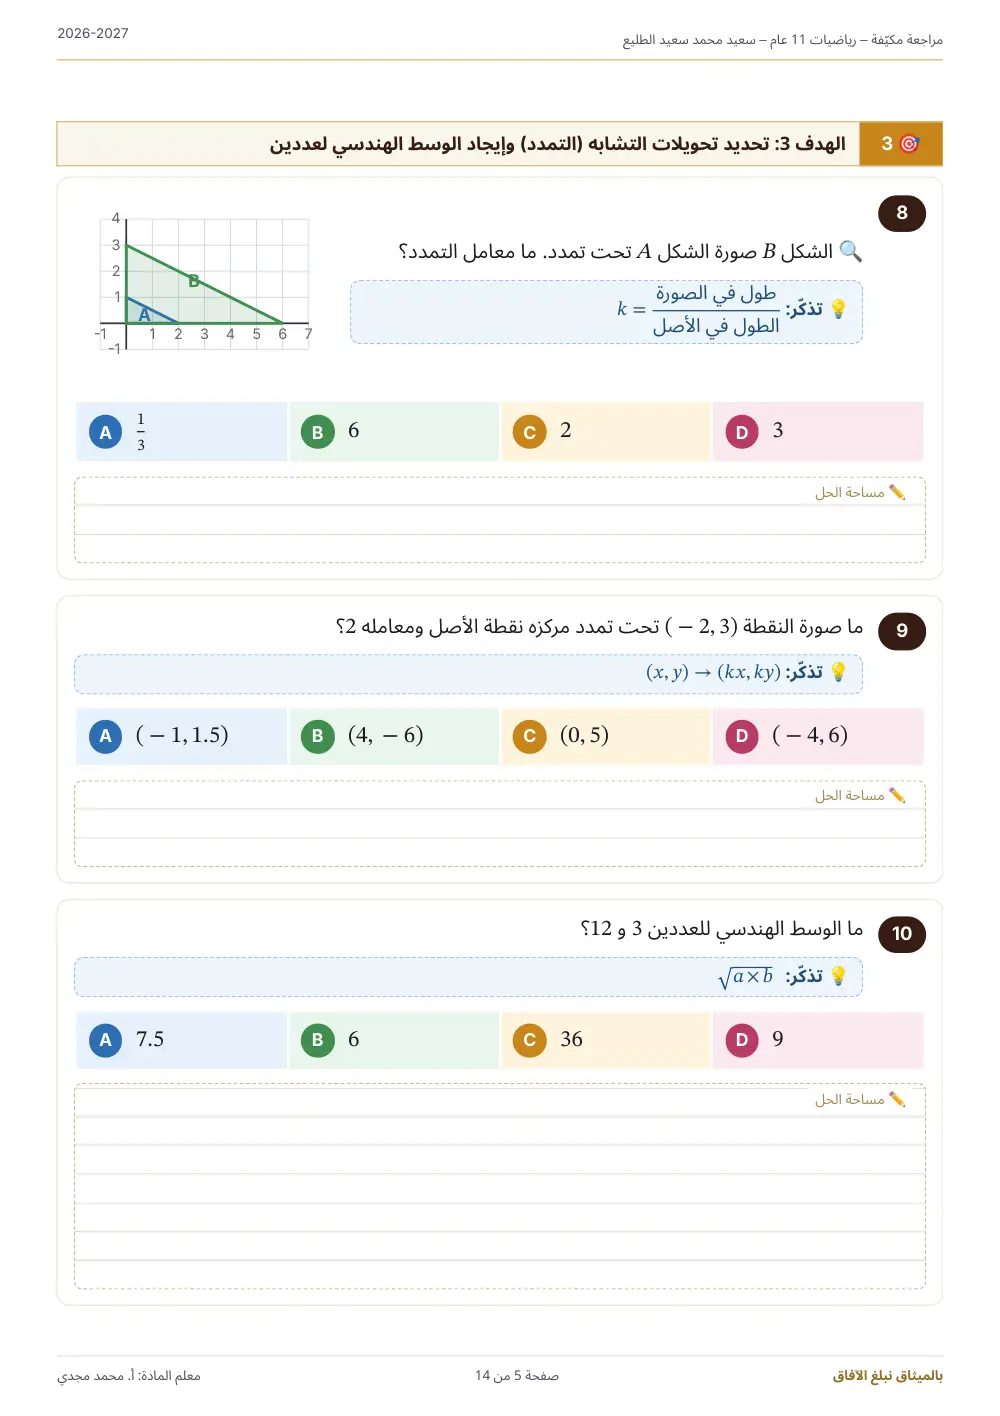 مراجعة مكيّفة – رياضيات 11 عام – سعيد محمد سعيد الطليع
2026-2027
🎯 3
الهدف 3: تحديد تحويلات التشابه (التمدد) وإيجاد الوسط الهندسي لعددين
8
🔍 الشكل B صورة الشكل A تحت تمدد. ما معامل التمدد؟
💡 تذكّر: k = طول في الصورة / الطول في الأصل
4
3
2
1
-1 1 2 3 4 5 6 7
-1
B
A
A 1/3
B 6
C 2
D 3
✏️ مساحة الحل
9
ما صورة النقطة (−2, 3) تحت تمدد مركزه نقطة الأصل ومعامله 2؟
💡 تذكّر: (x, y) → (kx, ky)
A (−1, 1.5)
B (4, −6)
C (0, 5)
D (−4, 6)
✏️ مساحة الحل
10
ما الوسط الهندسي للعددين 3 و 12؟
💡 تذكّر: √(a×b)
A 7.5
B 6
C 36
D 9
✏️ مساحة الحل
بالميثاق نبلغ الآفاق
صفحة 5 من 14
معلم المادة: أ. محمد مجدي